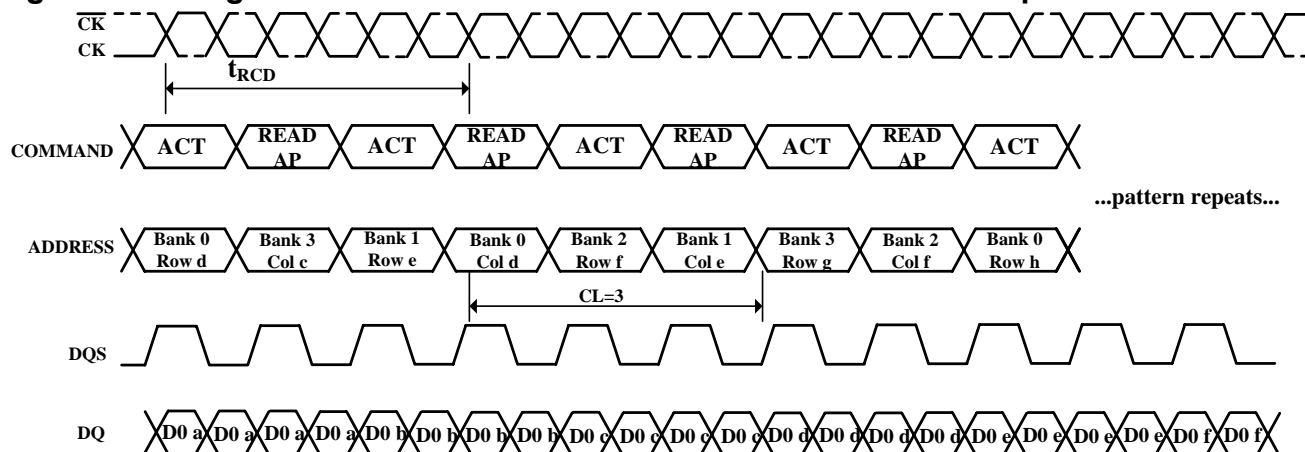 CK
CK
tRCD
COMMAND ACT READ AP ACT READ AP ACT READ AP ACT READ AP ACT
...pattern repeats...
ADDRESS Bank 0 Row d Bank 3 Col c Bank 1 Row e Bank 0 Col d Bank 2 Row f Bank 1 Col e Bank 3 Row g Bank 2 Col f Bank 0 Row h
CL=3
DQS
DQ D0 a D0 a D0 a D0 a D0 b D0 b D0 b D0 b D0 c D0 c D0 c D0 c D0 d D0 d D0 d D0 d D0 e D0 e D0 e D0 e D0 f D0 f